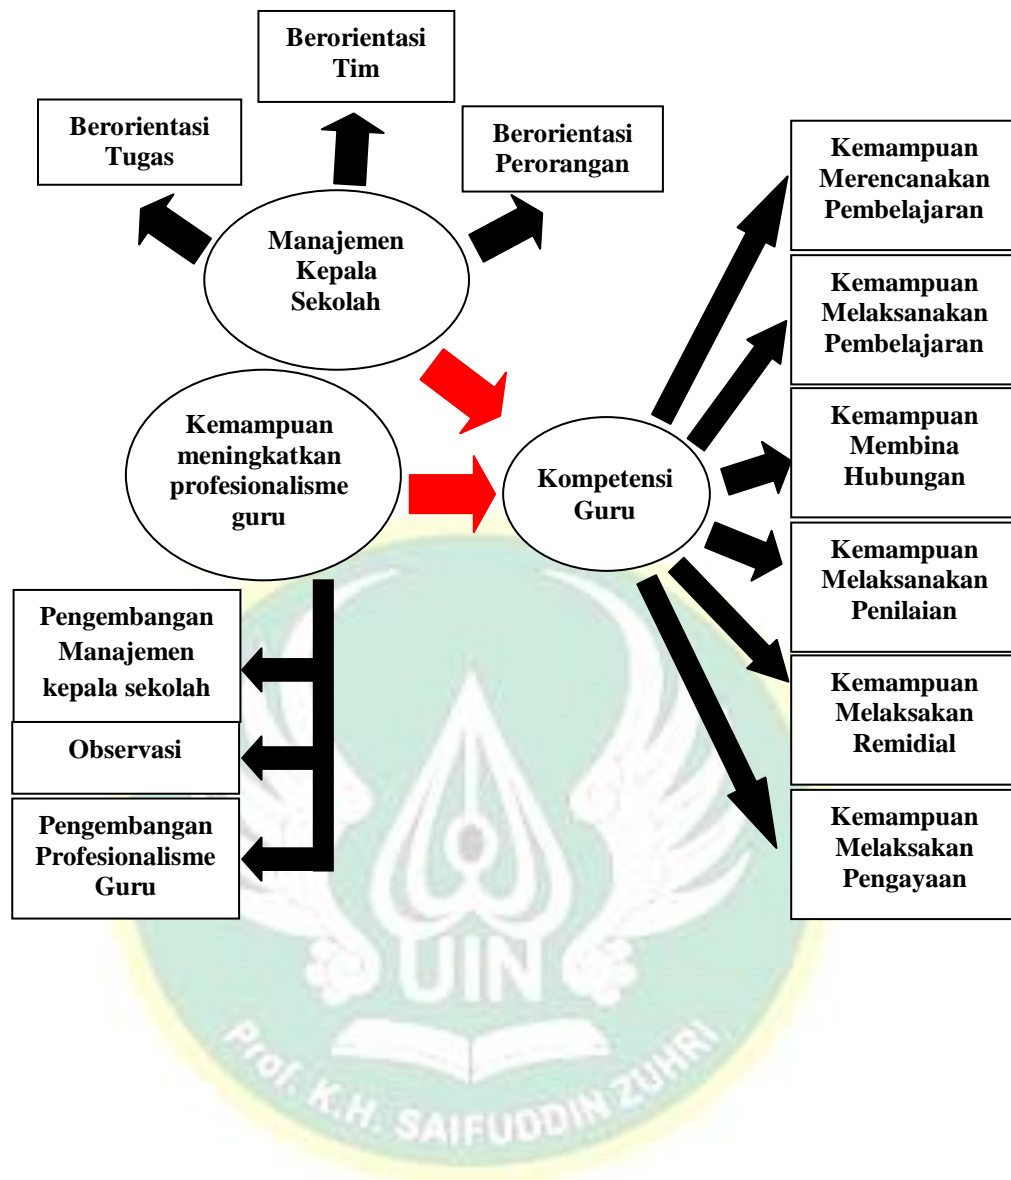 Berorientasi
Tim
Berorientasi
Tugas
Berorientasi
Perorangan
Manajemen
Kepala
Sekolah
Kemampuan
meningkatkan
profesionalisme
guru
Kompetensi
Guru
Kemampuan
Merencanakan
Pembelajaran
Kemampuan
Melaksanakan
Pembelajaran
Kemampuan
Membina
Hubungan
Kemampuan
Melaksanakan
Penilaian
Kemampuan
Melaksakan
Remidial
Kemampuan
Melaksakan
Pengayaan
Pengembangan
Manajemen
kepala sekolah
Observasi
Pengembangan
Profesionalisme
Guru
UIN
Prof. K.H. SAIFUDDIN ZUHRI